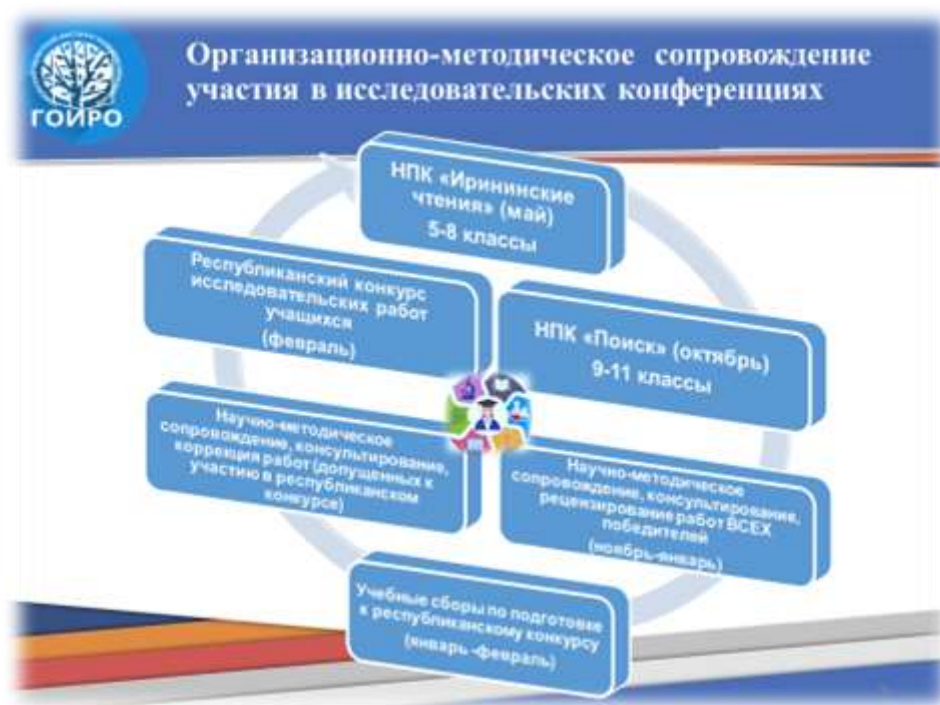 Организационно-методическое сопровождение
участия в исследовательских конференциях
ГОИРО
НПК «Ирининские
чтения» (май)
5-8 классы
НПК «Поиск» (октябрь)
9-11 классы
Научно-методическое
сопровождение, консультирование,
рецензирование работ ВСЕХ
победителей
(ноябрь-январь)
Учебные сборы по подготовке
к республиканскому конкурсу
(январь-февраль)
Научно-методическое
сопровождение, консультирование,
коррекция работ (допущенных к
участию в республиканском
конкурсе)
Республиканский конкурс
исследовательских работ
учащихся
(февраль)